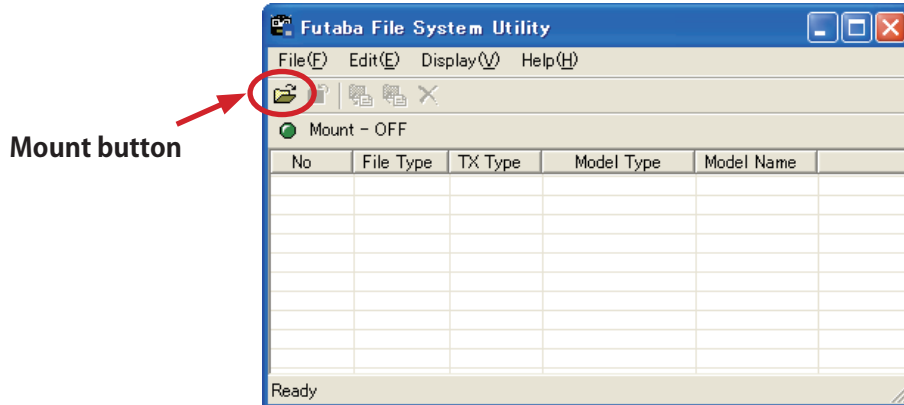 Futaba File System Utility
File(F) Edit(E) Display(V) Help(H)
Mount - OFF
Mount button
No File Type TX Type Model Type Model Name
Ready